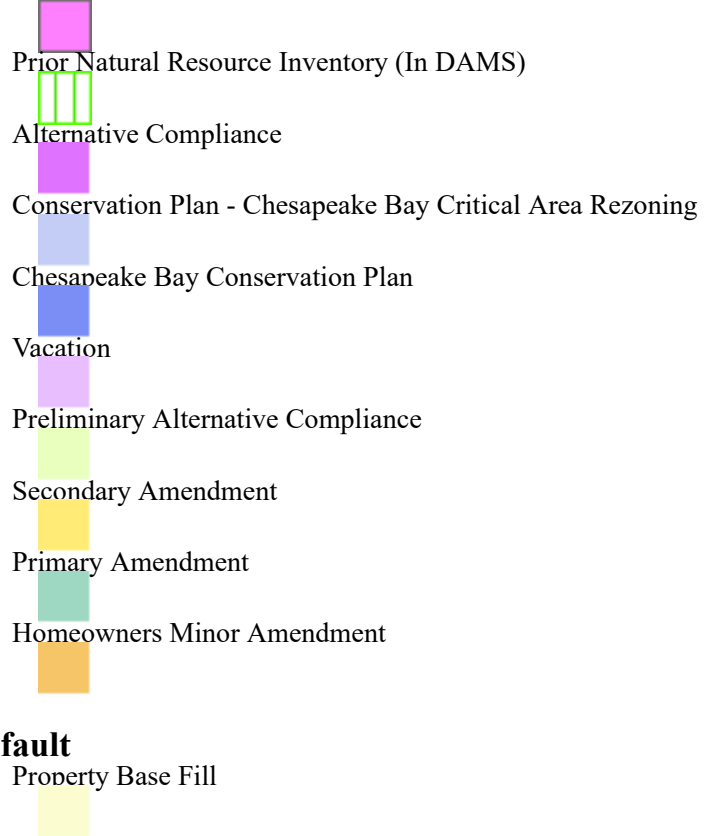 Prior Natural Resource Inventory (In DAMS)
Alternative Compliance
Conservation Plan - Chesapeake Bay Critical Area Rezoning
Chesapeake Bay Conservation Plan
Vacation
Preliminary Alternative Compliance
Secondary Amendment
Primary Amendment
Homeowners Minor Amendment
fault
Property Base Fill